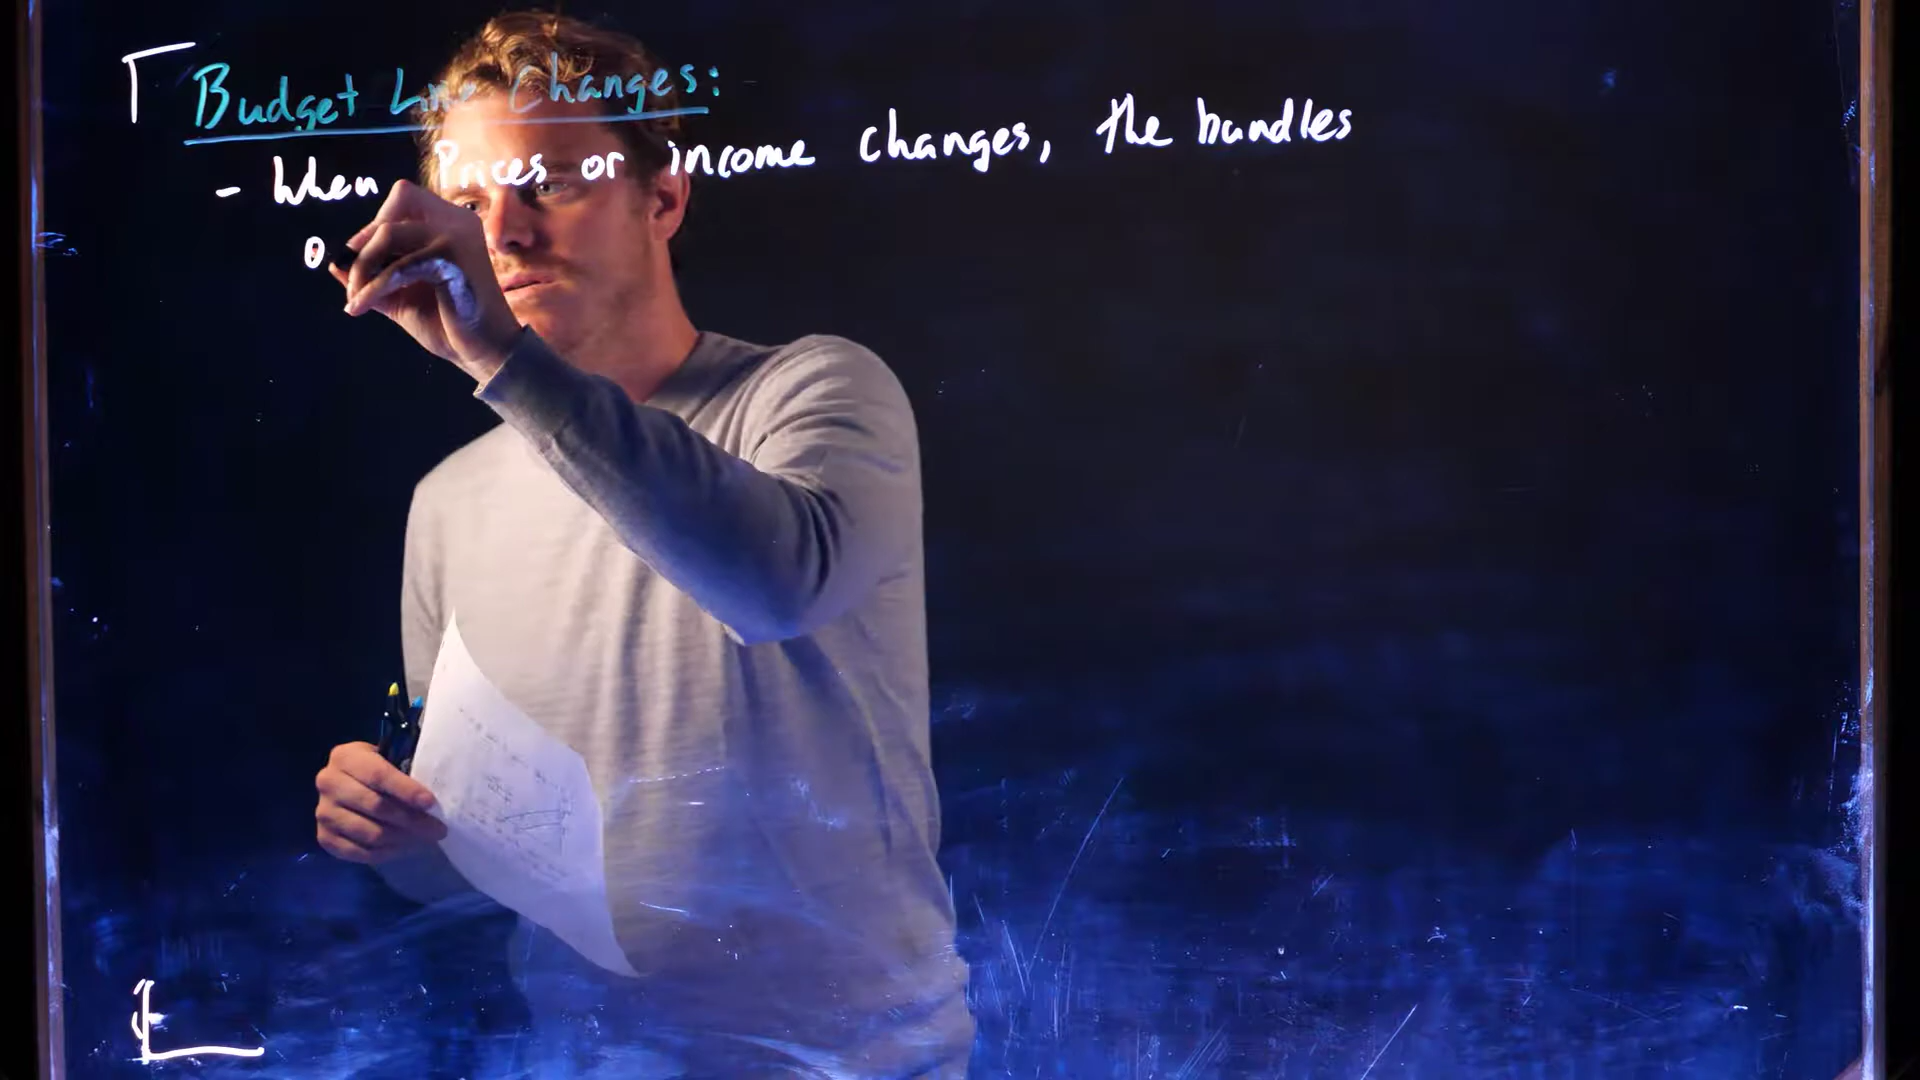 Budget Line Changes:
- When Prices or income changes, the bundles
o